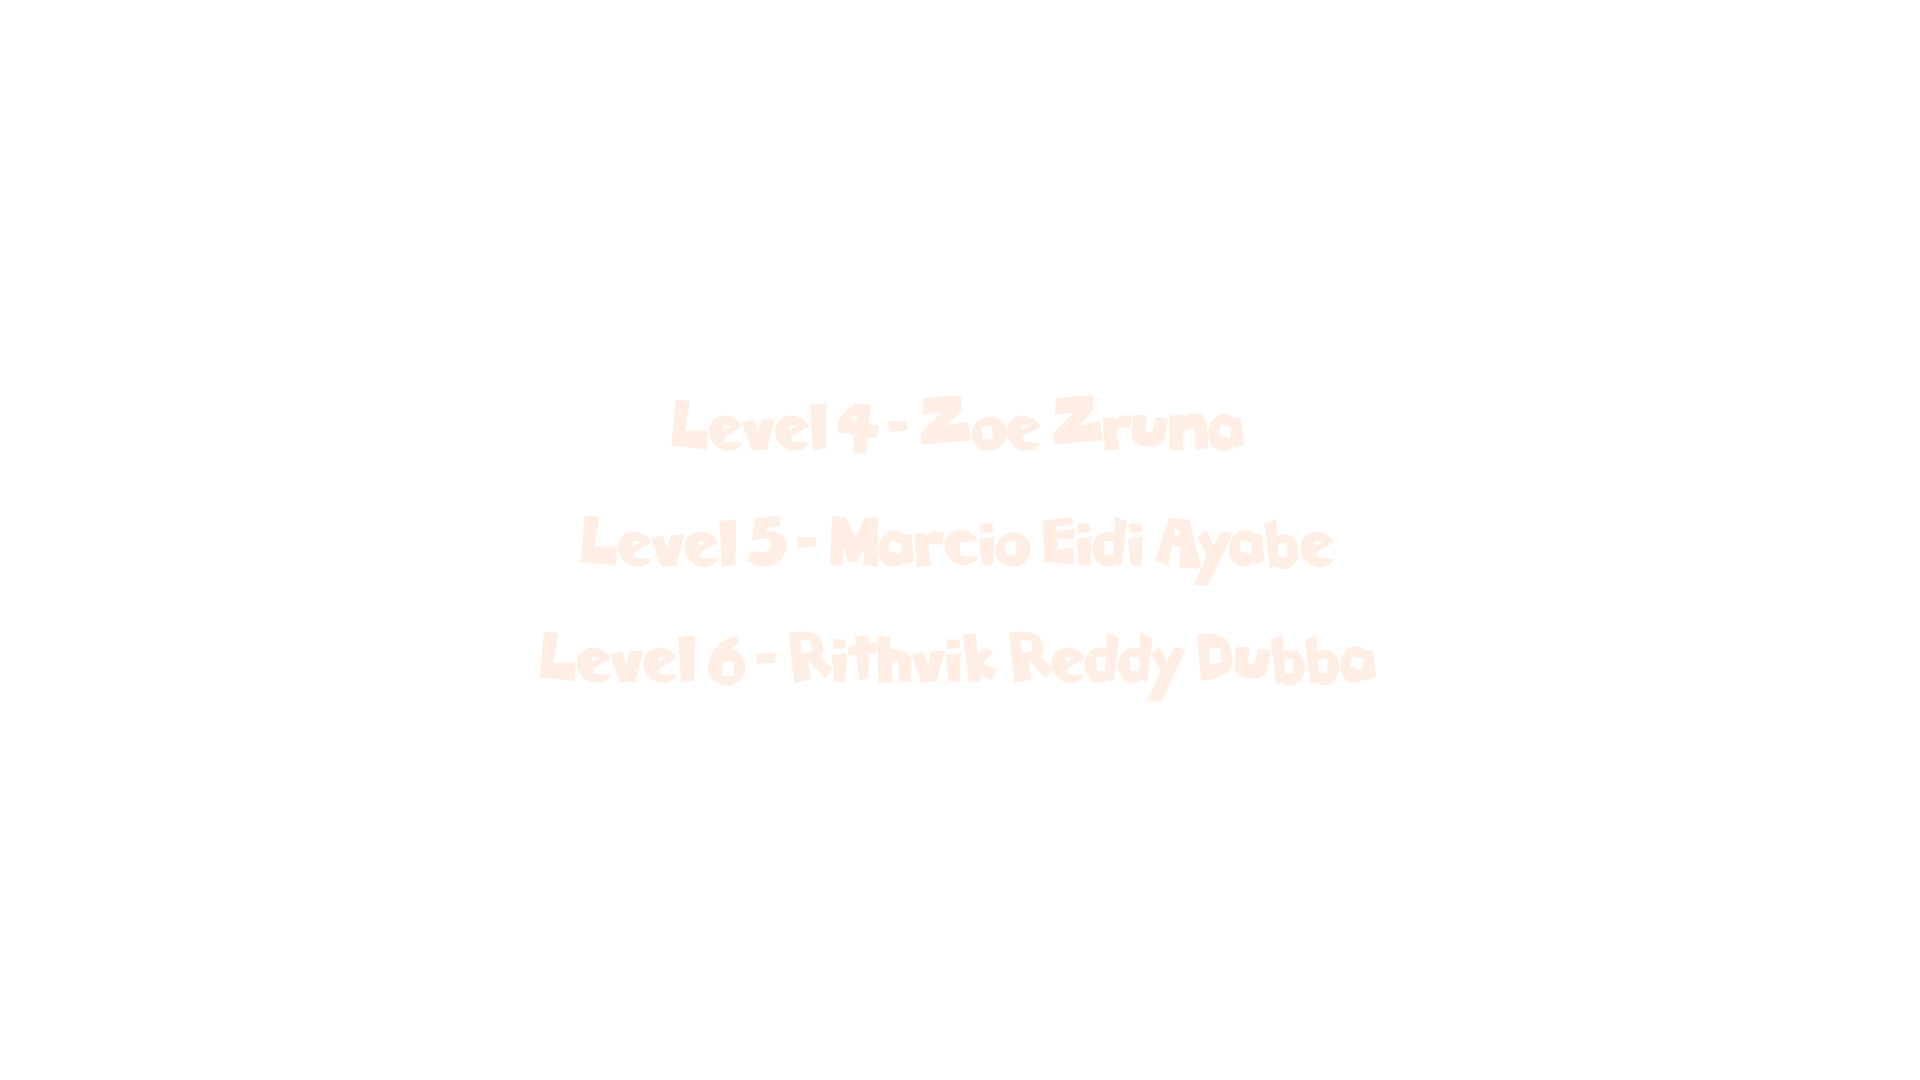 Level 4 - Zoe Zruna
Level 5 - Marcio Eidi Ayabe
Level 6 - Rithvik Reddy Dubba